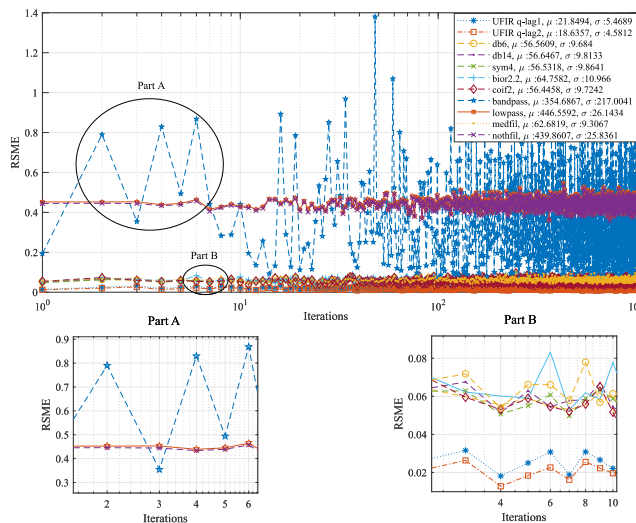 1.4
1.2
1
0.8
0.6
0.4
0.2
0
RSME
Part A
Part B
UFIR q-lag1, μ :21.8494, σ :5.4689
UFIR q-lag2, μ :18.6357, σ :4.5812
db6, μ :56.5609, σ :9.684
db14, μ :56.6467, σ :9.8133
sym4, μ :56.5318, σ :9.8641
bior2.2, μ :64.7582, σ :10.966
coif2, μ :56.4458, σ :9.7242
bandpass, μ :354.6867, σ :217.0041
lowpass, μ :446.5592, σ :26.1434
medfil, μ :62.6819, σ :9.3067
nothfil, μ :439.8607, σ :25.8361
10⁰ 10¹ 10² 10³
Iterations
Part A
0.9
0.8
0.7
0.6
0.5
0.4
0.3
RSME
2 3 4 5 6
Iterations
Part B
0.08
0.06
0.04
0.02
RSME
4 6 8 10
Iterations